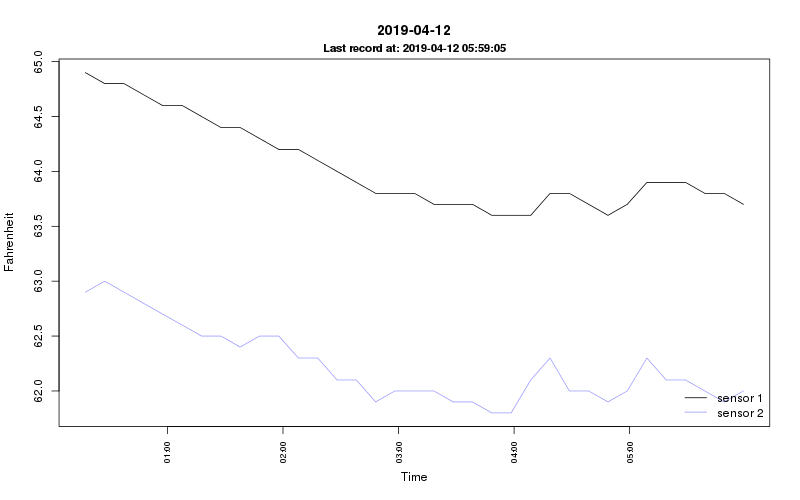 2019-04-12
Last record at: 2019-04-12 05:59:05
65.0
64.5
64.0
63.5
63.0
62.5
62.0
Fahrenheit
sensor 1
sensor 2
01:00 02:00 03:00 04:00 05:00
Time